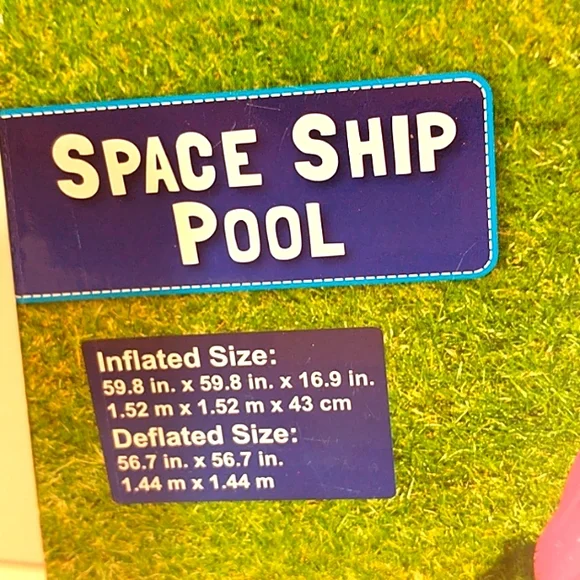 SPACE SHIP
POOL
Inflated Size:
59.8 in. x 59.8 in. x 16.9 in.
1.52 m x 1.52 m x 43 cm
Deflated Size:
56.7 in. x 56.7 in.
1.44 m x 1.44 m